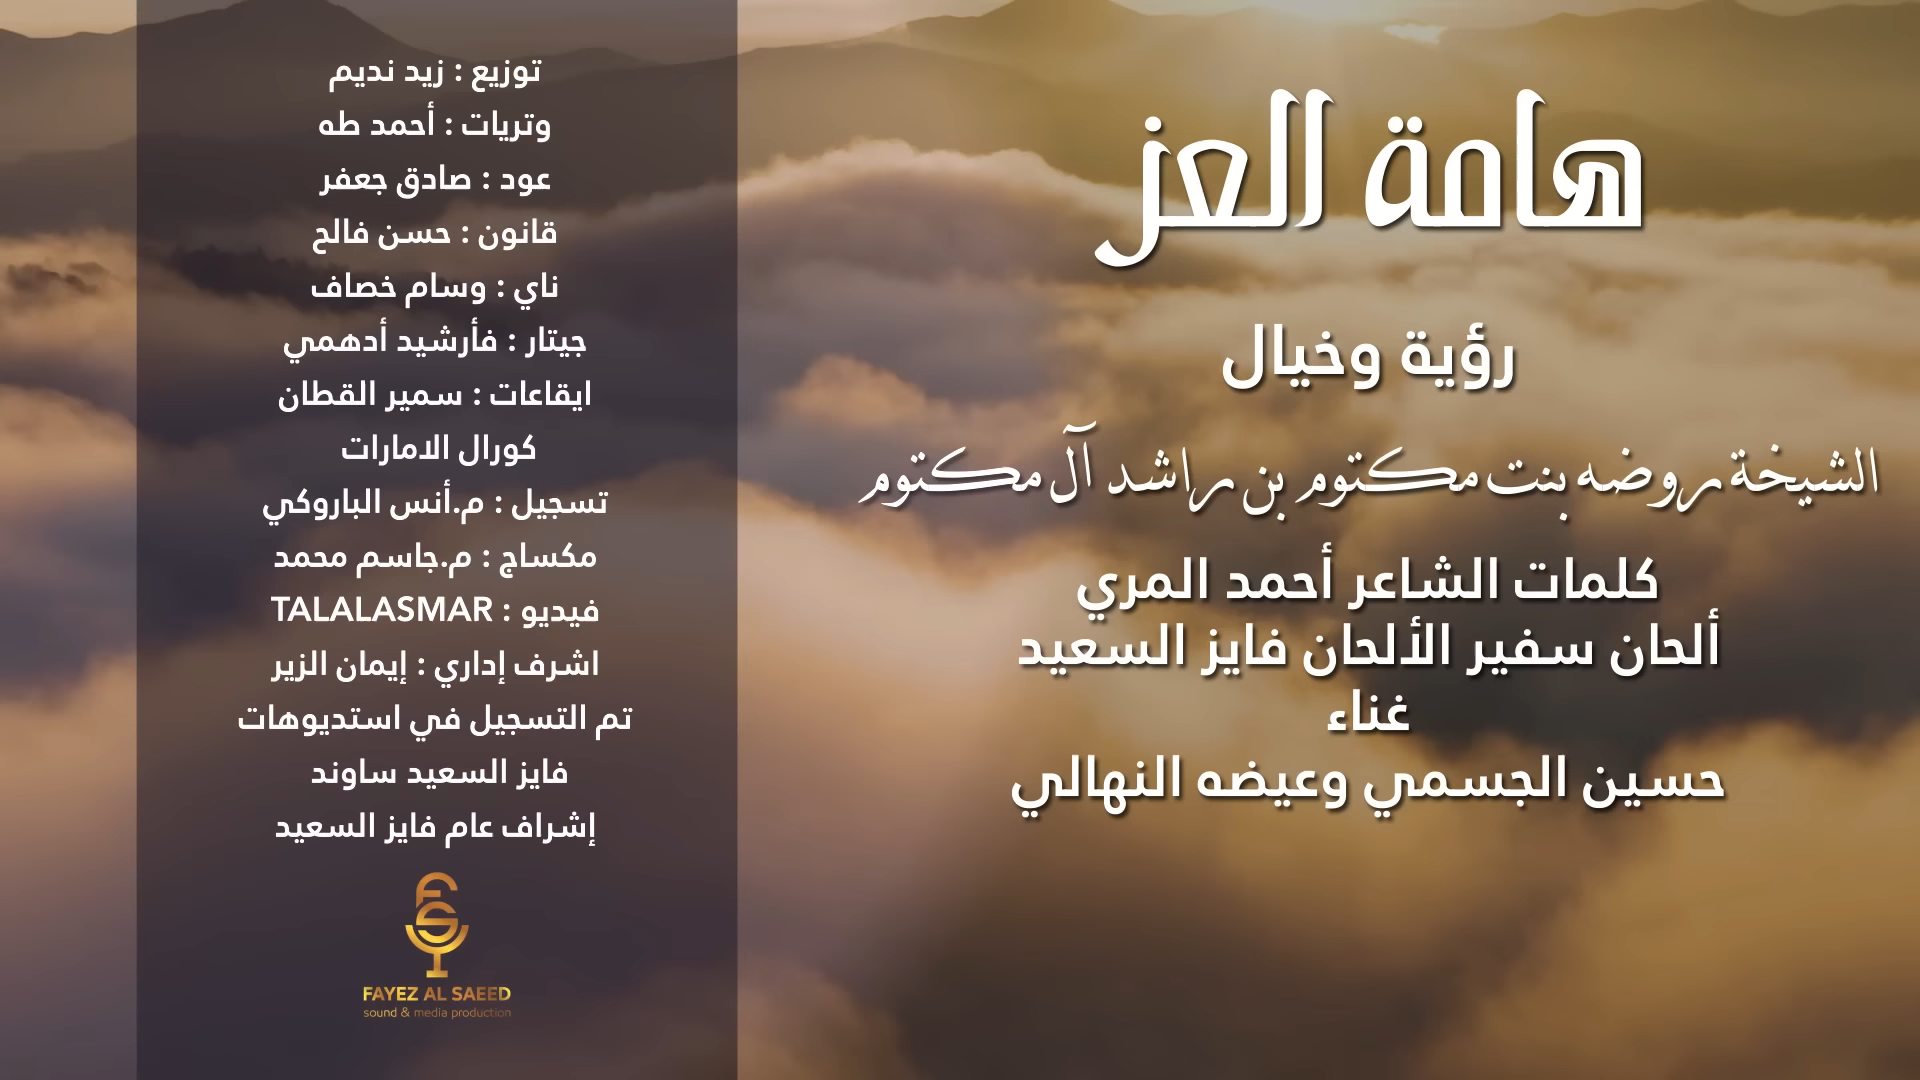 هامة العز
رؤية وخيال
الشيخة روضه بنت مكتوم بن راشد آل مكتوم
كلمات الشاعر أحمد المري
ألحان سفير الألحان فايز السعيد
غناء
حسين الجسمي وعيضه النهالي
توزيع : زيد نديم
وتريات : أحمد طه
عود : صادق جعفر
قانون : حسن فالح
ناي : وسام خصاف
جيتار : فأرشيد أدهمي
ايقاعات : سمير القطان
كورال الامارات
تسجيل : م.أنس الباروكي
مكساج : م.جاسم محمد
فيديو : TALALASMAR
اشرف إداري : إيمان الزير
تم التسجيل في استديوهات
فايز السعيد ساوند
إشراف عام فايز السعيد
FAYEZ AL SAEED
sound & media production